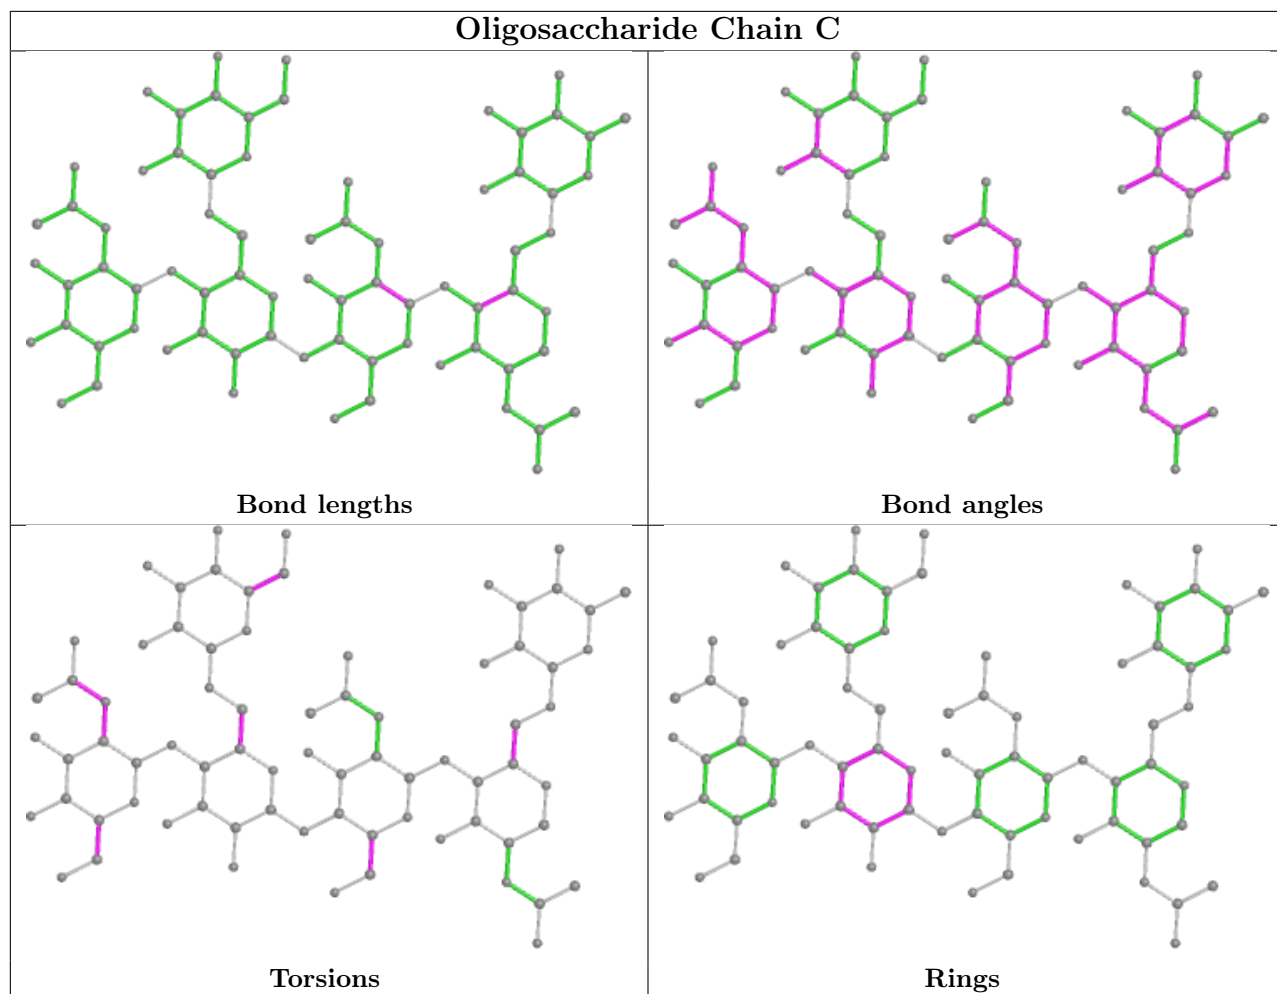 Oligosaccharide Chain C
Bond lengths
Bond angles
Torsions
Rings